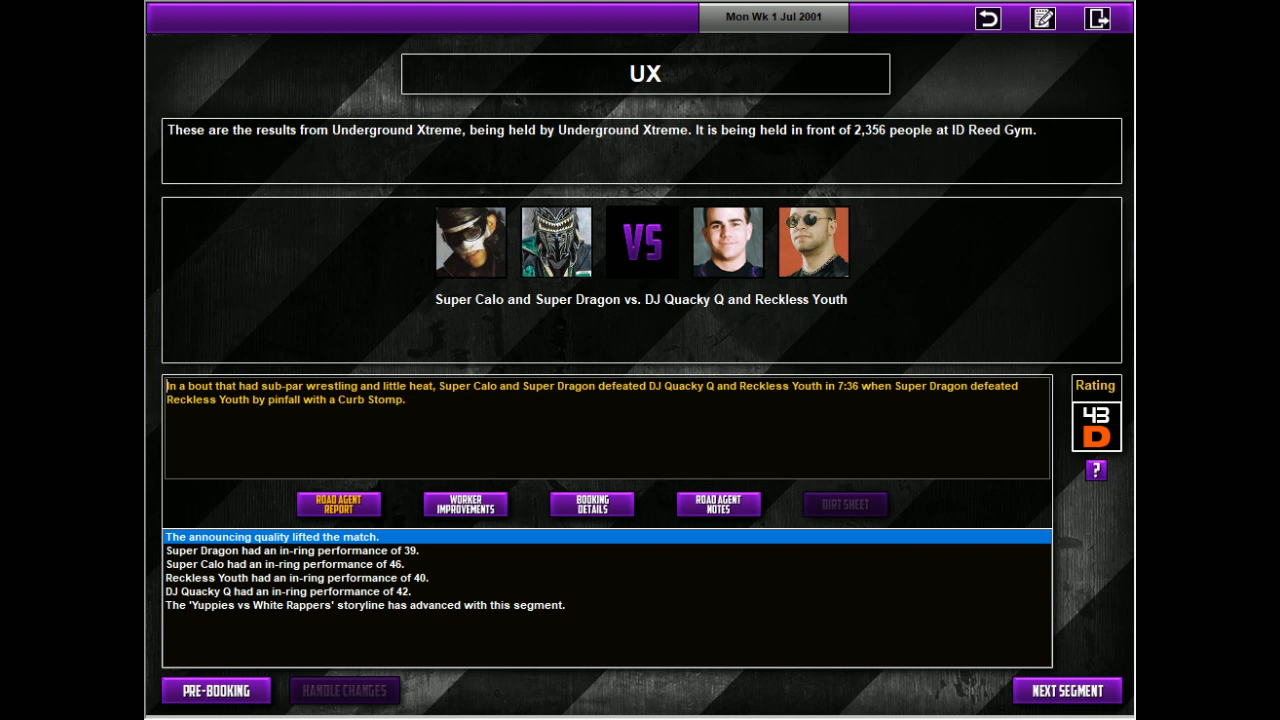 Mon Wk 1 Jul 2001
UX
These are the results from Underground Xtreme, being held by Underground Xtreme. It is being held in front of 2,356 people at ID Reed Gym.
VS
Super Calo and Super Dragon vs. DJ Quacky Q and Reckless Youth
In a bout that had sub-par wrestling and little heat, Super Calo and Super Dragon defeated DJ Quacky Q and Reckless Youth in 7:36 when Super Dragon defeated
Reckless Youth by pinfall with a Curb Stomp.
Rating
43
D
?
ROAD AGENT
REPORT
WORKER
IMPROVEMENTS
BOOKING
DETAILS
ROAD AGENT
NOTES
DIRT SHEET
The announcing quality lifted the match.
Super Dragon had an in-ring performance of 39.
Super Calo had an in-ring performance of 46.
Reckless Youth had an in-ring performance of 40.
DJ Quacky Q had an in-ring performance of 42.
The 'Yuppies vs White Rappers' storyline has advanced with this segment.
PRE-BOOKING
HANDLE CHANGES
NEXT SEGMENT